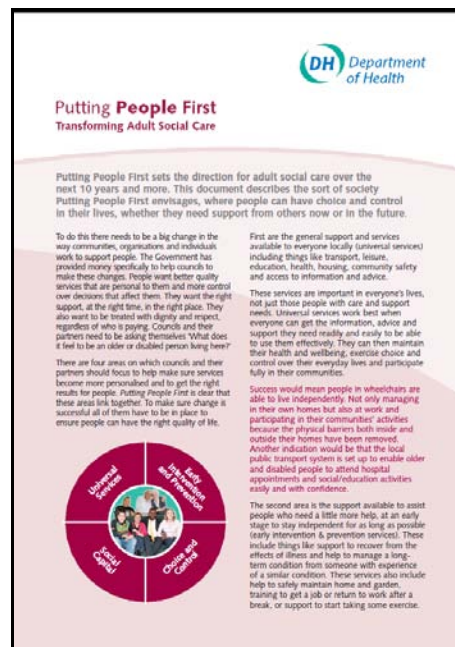 DH Department
of Health
Putting People First
Transforming Adult Social Care
Putting People First sets the direction for adult social care over the
next 10 years and more. This document describes the sort of society
Putting People First envisages, where people can have choice and control
in their lives, whether they need support from others now or in the future.
To do this there needs to be a big change in the
way communities, organisations and individuals
work to support people. The Government has
provided money specifically to help councils to
make these changes. People want better quality
services that are personal to them and more control
over decisions that affect them. They want the right
support, at the right time, in the right place. They
also want to be treated with dignity and respect,
regardless of who is paying. Councils and their
partners need to be asking themselves 'What does
it feel to be an older or disabled person living here?'
There are four areas on which councils and their
partners should focus to help make sure services
become more personalised and to get the right
results for people. Putting People First is clear that
these areas link together. To make sure change is
successful all of them have to be in place to
ensure people can have the right quality of life.
Universal
Services
Early
Intervention
and Prevention
Social
Capital
Choice and
Control
First are the general support and services
available to everyone locally (universal services)
including things like transport, leisure,
education, health, housing, community safety
and access to information and advice.
These services are important in everyone's lives,
not just those people with care and support
needs. Universal services work best when
everyone can get the information, advice and
support they need readily and easily to be able
to use them effectively. They can then maintain
their health and wellbeing, exercise choice and
control over their everyday lives and participate
fully in their communities.
Success would mean people in wheelchairs are
able to live independently. Not only managing
in their own homes but also at work and
participating in their communities' activities
because the physical barriers both inside and
outside their homes have been removed.
Another indication would be that the local
public transport system is set up to enable older
and disabled people to attend hospital
appointments and social/education activities
easily and with confidence.
The second area is the support available to assist
people who need a little more help, at an early
stage to stay independent for as long as possible
(early intervention & prevention services). These
include things like support to recover from the
effects of illness and help to manage a long-
term condition from someone with experience
of a similar condition. These services also include
help to safely maintain home and garden,
training to get a job or return to work after a
break, or support to start taking some exercise.